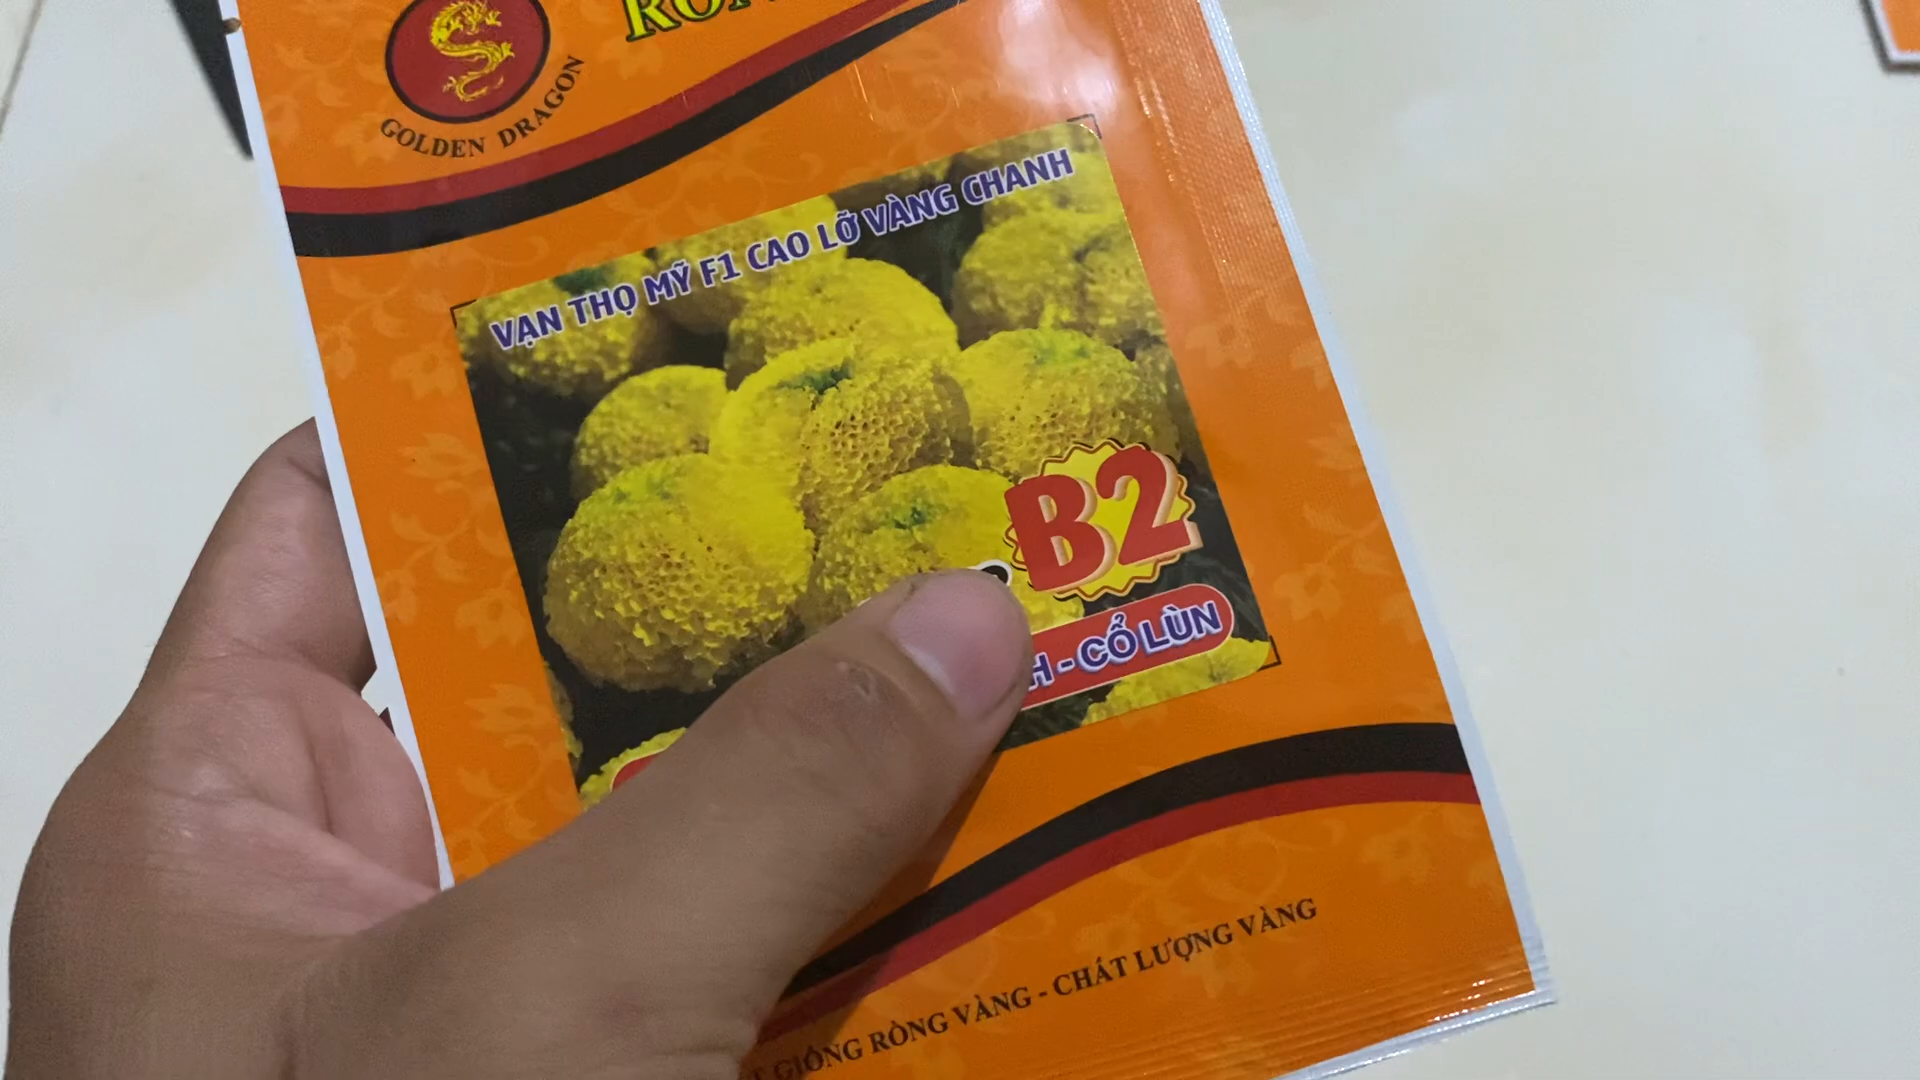 GOLDEN DRAGON
VẠN THỌ MỸ F1 CAO LỠ VÀNG CHANH
B2
- CỔ LÙN
GIỐNG RỒNG VÀNG - CHẤT LƯỢNG VÀNG